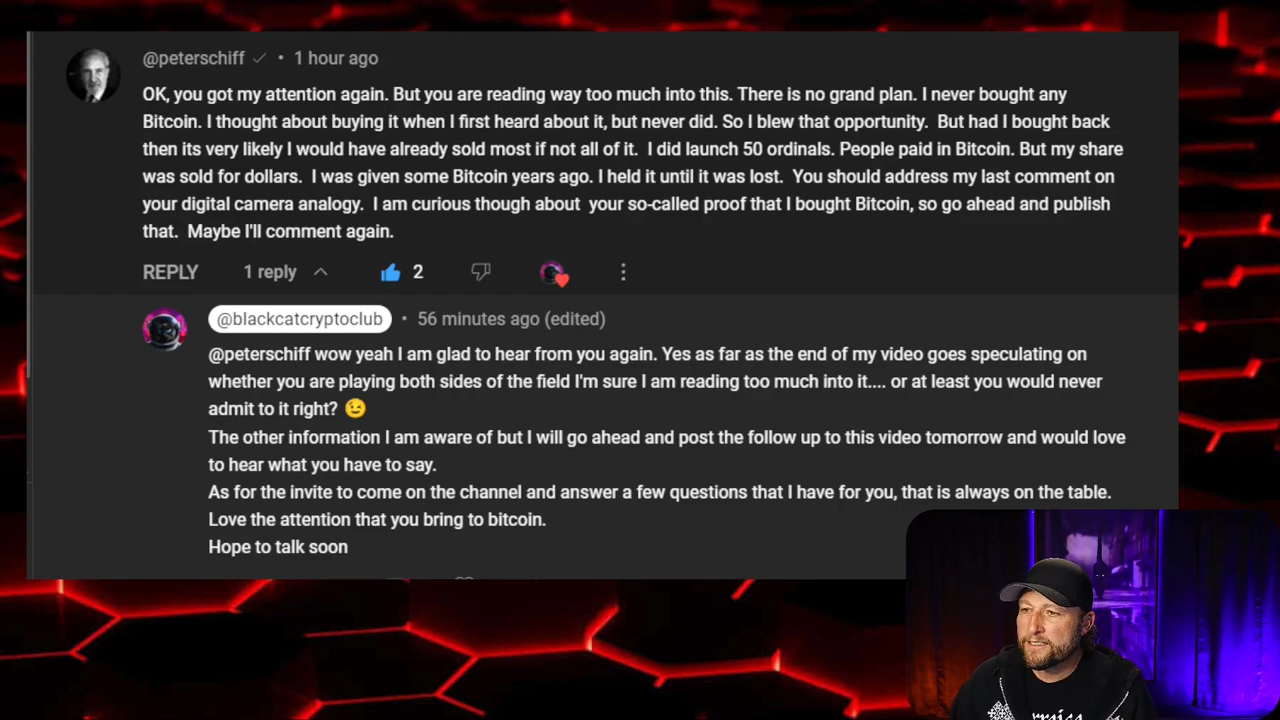 @peterschiff ✓ • 1 hour ago
OK, you got my attention again. But you are reading way too much into this. There is no grand plan. I never bought any
Bitcoin. I thought about buying it when I first heard about it, but never did. So I blew that opportunity. But had I bought back
then its very likely I would have already sold most if not all of it. I did launch 50 ordinals. People paid in Bitcoin. But my share
was sold for dollars. I was given some Bitcoin years ago. I held it until it was lost. You should address my last comment on
your digital camera analogy. I am curious though about your so-called proof that I bought Bitcoin, so go ahead and publish
that. Maybe I'll comment again.
REPLY 1 reply 2
@blackcatcryptoclub • 56 minutes ago (edited)
@peterschiff wow yeah I am glad to hear from you again. Yes as far as the end of my video goes speculating on
whether you are playing both sides of the field I'm sure I am reading too much into it.... or at least you would never
admit to it right? 😉
The other information I am aware of but I will go ahead and post the follow up to this video tomorrow and would love
to hear what you have to say.
As for the invite to come on the channel and answer a few questions that I have for you, that is always on the table.
Love the attention that you bring to bitcoin.
Hope to talk soon